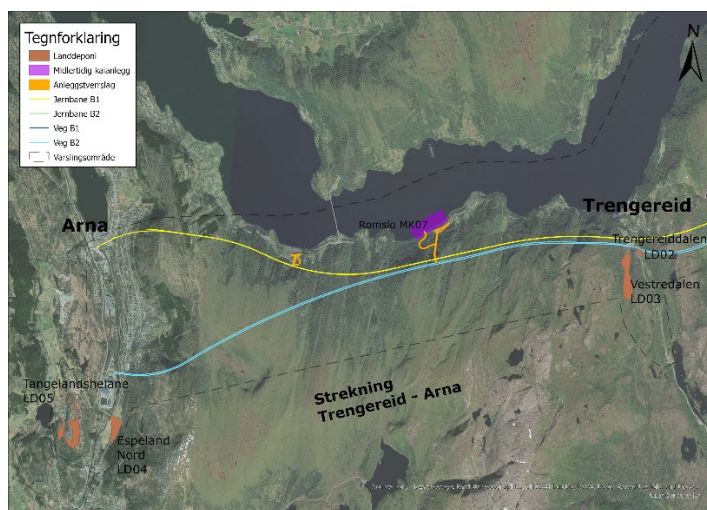 Tegnforklaring
Landdeponi
Midlertidig kaianlegg
Anleggstverrslag
Jernbane B1
Jernbane B2
Veg B1
Veg B2
Varslingsområde
N
Arna
Romslo MK07
Trengereid
Trengereiddalen
LD02
Vestredalen
LD03
Tangelandshelane
LD05
Espeland
Nord
LD04
Strekning
Trengereid - Arna